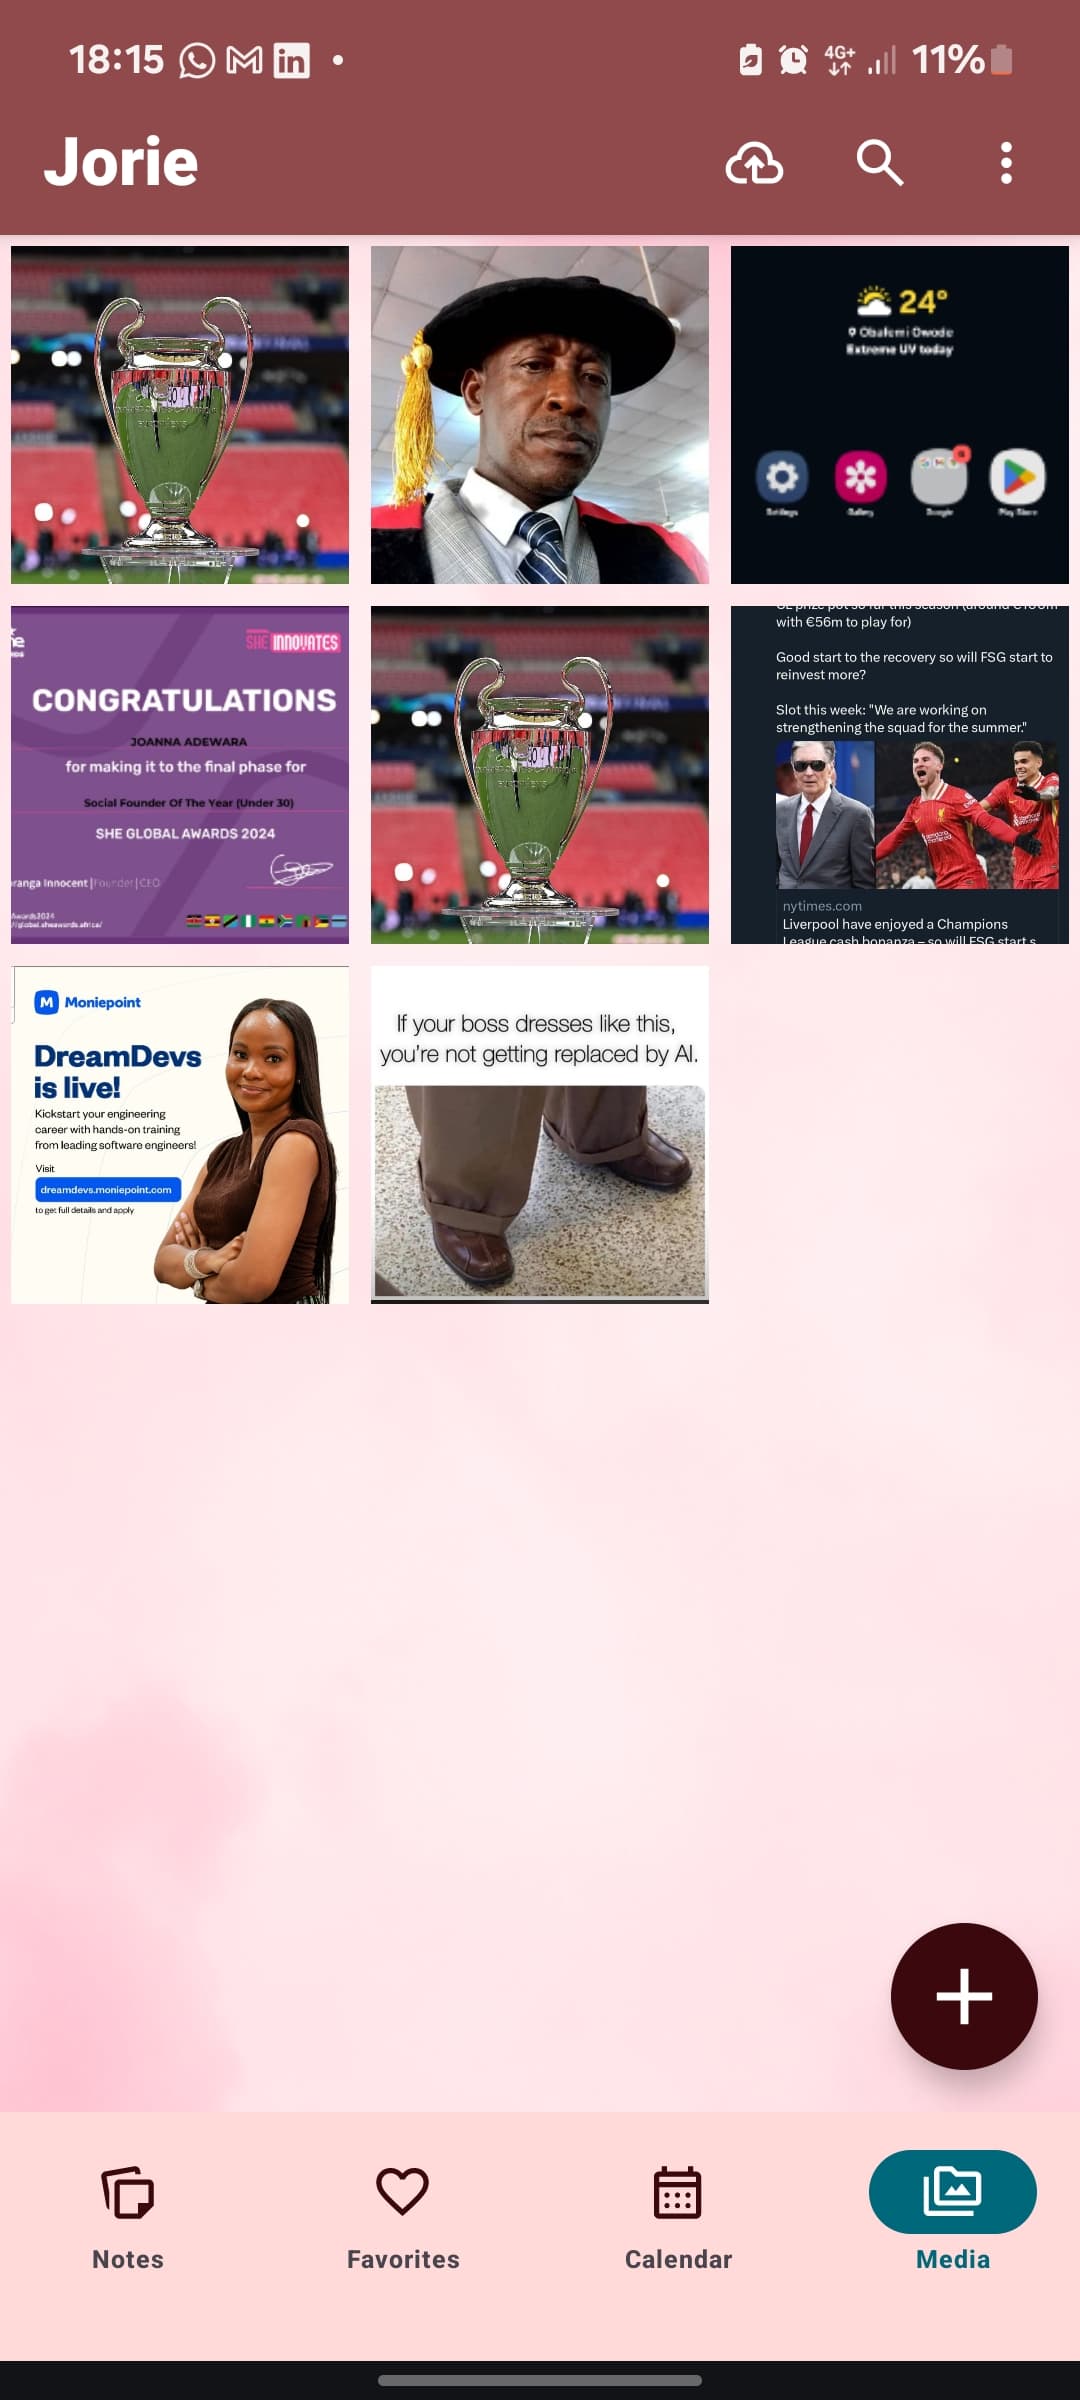 18:15
4G+
11%
Jorie
24°
Obafemi Owode
Extreme UV today
Settings
Gallery
Google
Play Store
SHE INNOVATES
CONGRATULATIONS
JOANNA ADEWARA
for making it to the final phase for
Social Founder Of The Year (Under 30)
SHE GLOBAL AWARDS 2024
ranga Innocent |Founder|CEO
with €56m to play for)
Good start to the recovery so will FSG start to
reinvest more?
Slot this week: "We are working on
strengthening the squad for the summer."
nytimes.com
Liverpool have enjoyed a Champions
League cash bonanza – so will FSG start s
M Moniepoint
DreamDevs
is live!
Kickstart your engineering
career with hands-on training
from leading software engineers!
Visit
dreamdevs.moniepoint.com
to get full details and apply
If your boss dresses like this,
you're not getting replaced by AI.
Notes
Favorites
Calendar
Media